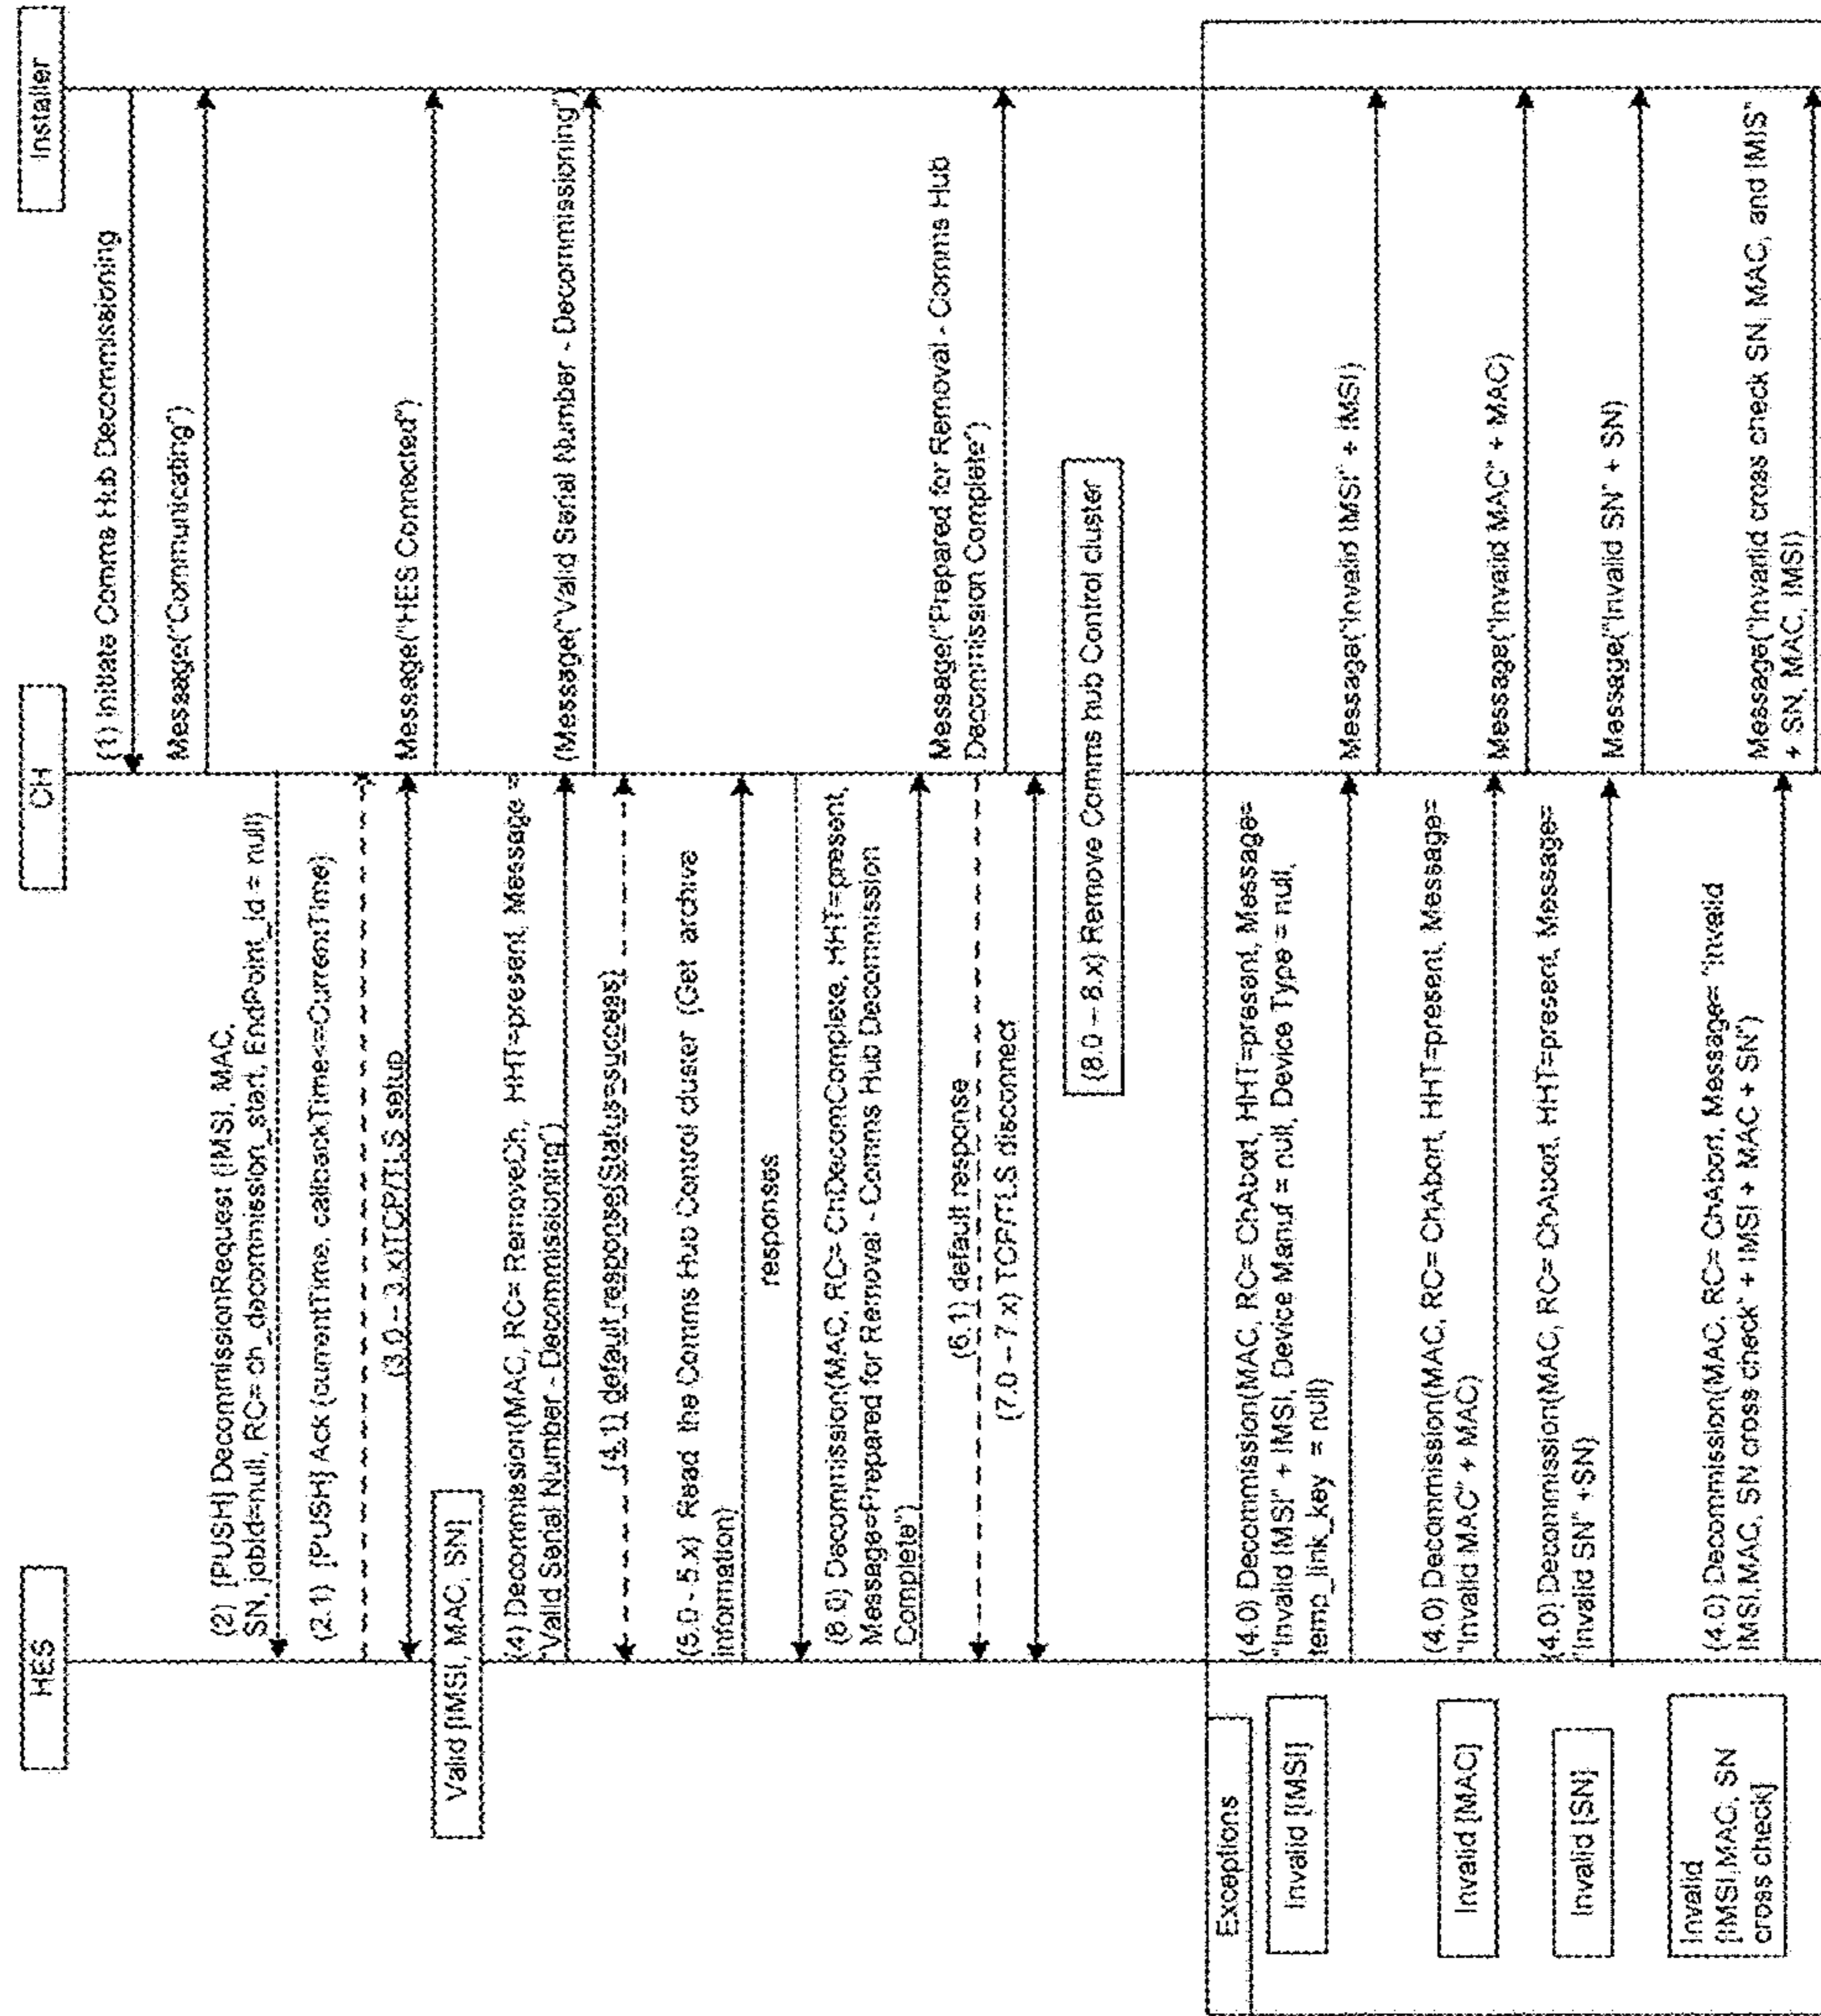 HES
CH
Installer
(1) Initiate Comms Hub Decommissioning
Message("Communicating")
(2) [PUSH] DecommissionRequest (IMSI, MAC,
SN, jobId=null, RC= ch_decommission_start, EndPoint_id = null)
(2.1) [PUSH] Ack (currentTime, callbackTime<=CurrentTime)
(3.0 – 3.x)TCP/TLS setup
Message("HES Connected")
Valid [IMSI, MAC, SN]
(4) Decommission(MAC, RC= RemoveCh, HHT=present, Message =
"Valid Serial Number - Decommissioning")
(Message("Valid Serial Number - Decommissioning")
(4.1) default response(Status=success)
(5.0 - 5.x) Read the Comms Hub Control cluster (Get archive
information)
responses
(6.0) Decommission(MAC, RC= ChDecomComplete, HHT=present,
Message=Prepared for Removal - Comms Hub Decommission
Complete")
Message("Prepared for Removal - Comms Hub
Decommission Complete")
(6.1) default response
(7.0 – 7.x) TCP/TLS disconnect
(8.0 – 8.x) Remove Comms hub Control cluster
Exceptions
Invalid [IMSI]
(4.0) Decommission(MAC, RC= ChAbort, HHT=present, Message=
"Invalid IMSI" + IMSI, Device Manuf = null, Device Type = null,
temp_link_key = null)
Message("Invalid IMSI" + IMSI)
Invalid [MAC]
(4.0) Decommission(MAC, RC= ChAbort, HHT=present, Message=
"Invalid MAC" + MAC)
Message("Invalid MAC" + MAC)
Invalid [SN]
(4.0) Decommission(MAC, RC= ChAbort, HHT=present, Message=
"Invalid SN" +SN)
Message("Invalid SN" + SN)
Invalid
[IMSI,MAC, SN
cross check]
(4.0) Decommission(MAC, RC= ChAbort, Message= "Invalid
IMSI,MAC, SN cross check" + IMSI + MAC + SN")
Message("Invalid cross check SN, MAC, and IMIS"
+ SN, MAC, IMSI)